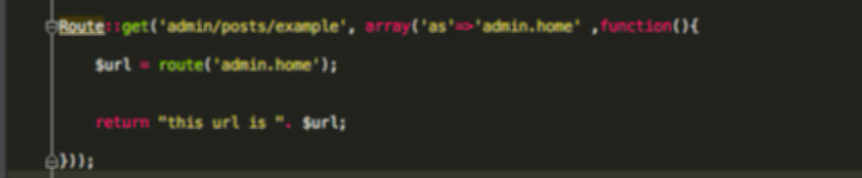 Route::get('admin/posts/example', array('as'=>'admin.home' ,function(){
$url = route('admin.home');
return "this url is ". $url;
}));